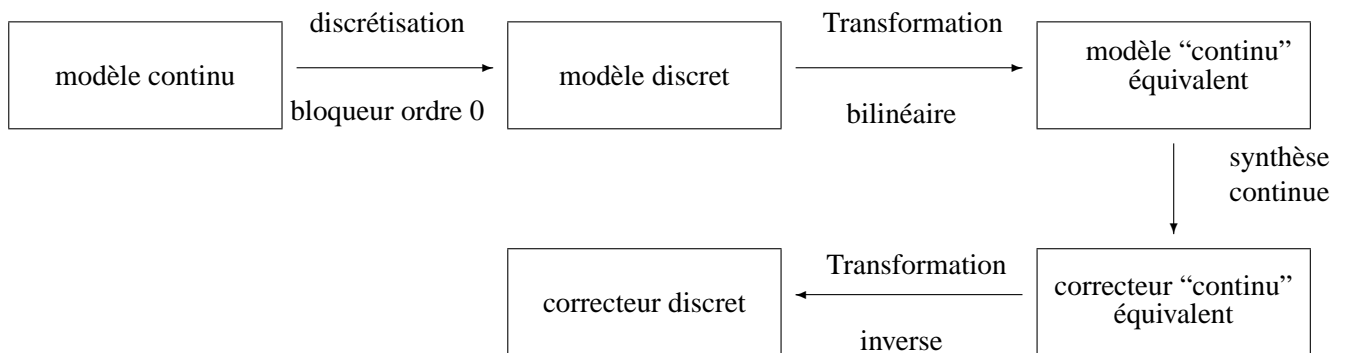 discrétisation
Transformation
modèle continu
modèle discret
modèle “continu”
équivalent
bloqueur ordre 0
bilinéaire
synthèse
continue
Transformation
correcteur discret
correcteur “continu”
équivalent
inverse